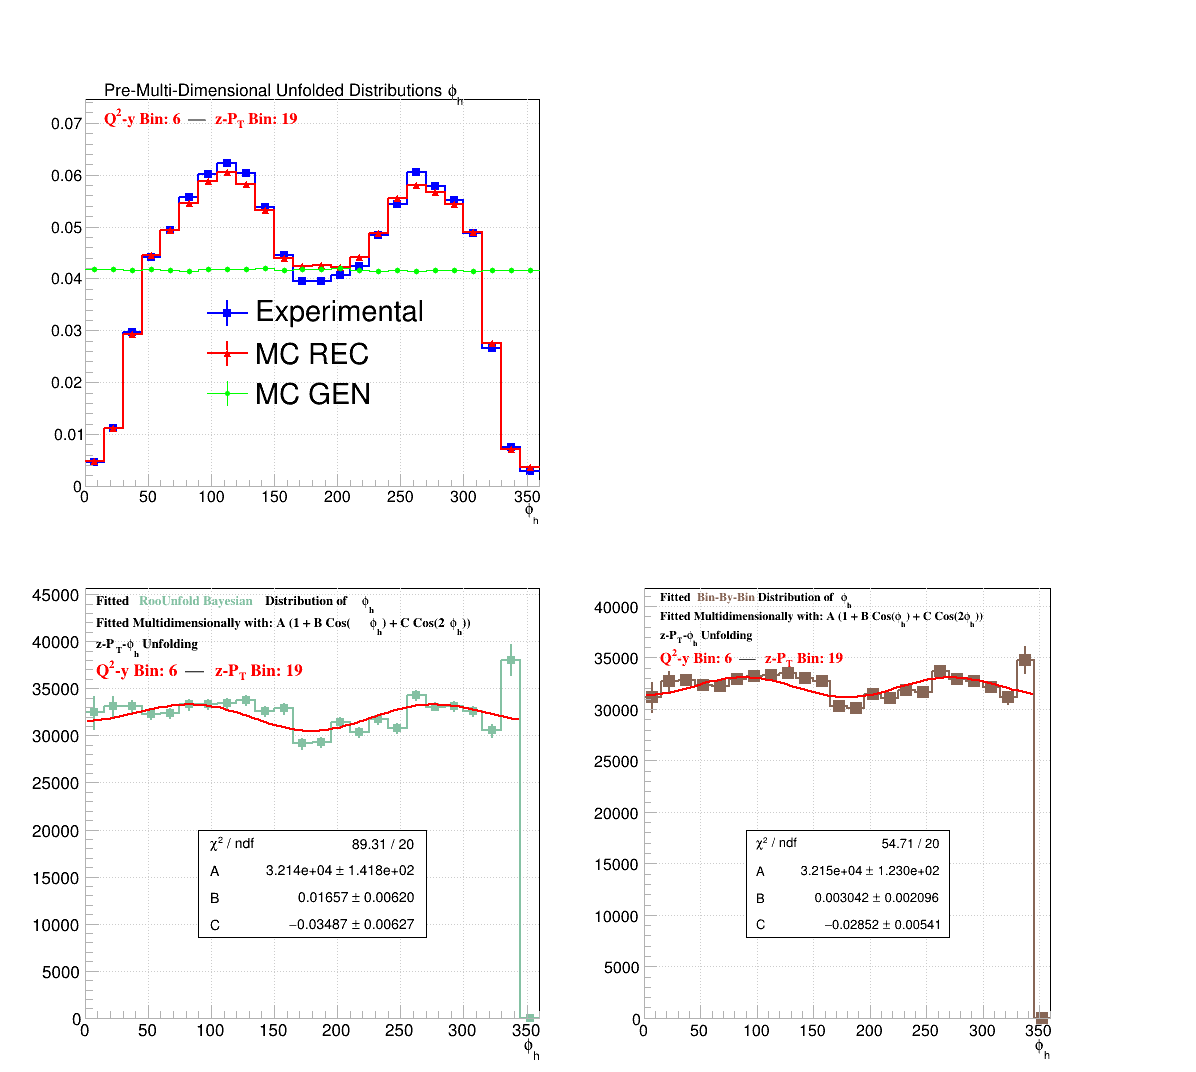 Pre-Multi-Dimensional Unfolded Distributions ϕh
Q2-y Bin: 6 — z-PT Bin: 19
0.07
0.06
0.05
0.04
0.03
0.02
0.01
0
Experimental
MC REC
MC GEN
0 50 100 150 200 250 300 350
ϕh
Fitted RooUnfold Bayesian Distribution of ϕh
Fitted Multidimensionally with: A (1 + B Cos( ϕh) + C Cos(2 ϕh))
z-PT-ϕh Unfolding
Q2-y Bin: 6 — z-PT Bin: 19
45000
40000
35000
30000
25000
20000
15000
10000
5000
0
χ2 / ndf 89.31 / 20
A 3.214e+04 ± 1.418e+02
B 0.01657 ± 0.00620
C −0.03487 ± 0.00627
0 50 100 150 200 250 300 350
ϕh
Fitted Bin-By-Bin Distribution of ϕh
Fitted Multidimensionally with: A (1 + B Cos(ϕh) + C Cos(2ϕh))
z-PT-ϕh Unfolding
Q2-y Bin: 6 — z-PT Bin: 19
40000
35000
30000
25000
20000
15000
10000
5000
0
χ2 / ndf 54.71 / 20
A 3.215e+04 ± 1.230e+02
B 0.003042 ± 0.002096
C −0.02852 ± 0.00541
0 50 100 150 200 250 300 350
ϕh